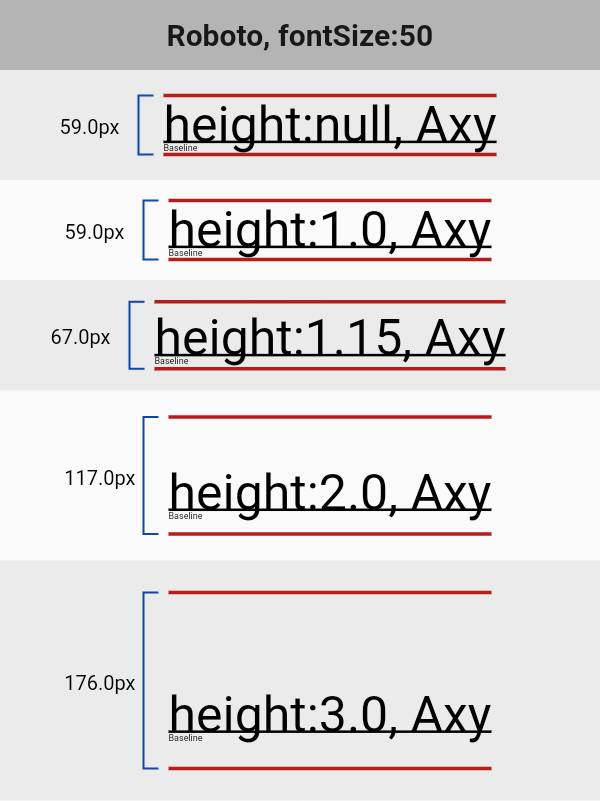 Roboto, fontSize:50
59.0px
height:null, Axy
Baseline
59.0px
height:1.0, Axy
Baseline
67.0px
height:1.15, Axy
Baseline
117.0px
height:2.0, Axy
Baseline
176.0px
height:3.0, Axy
Baseline